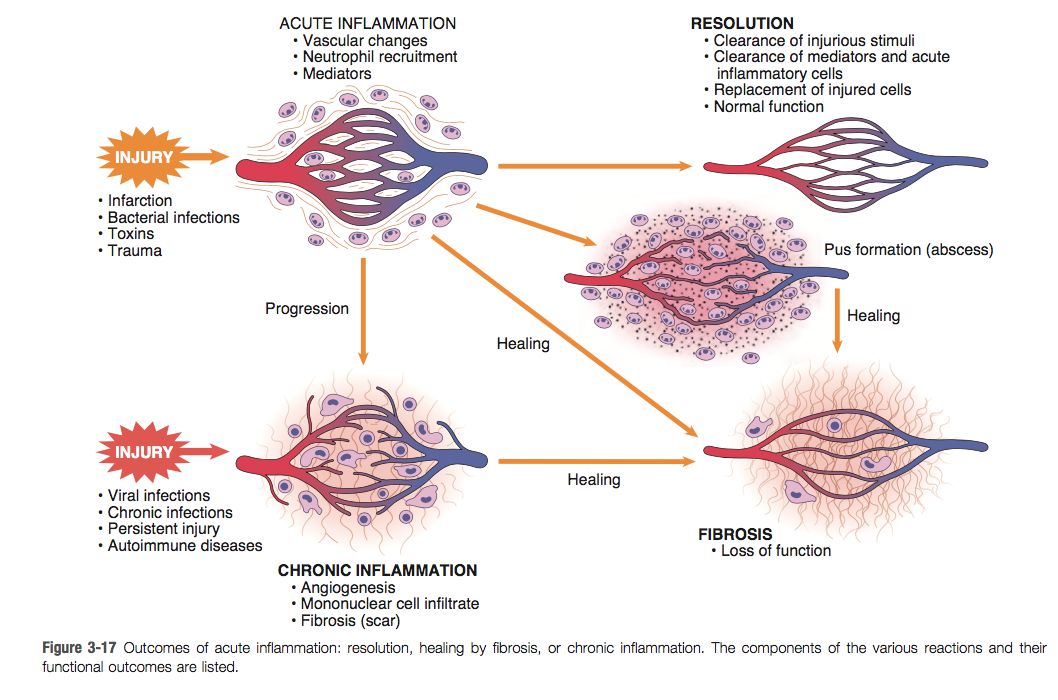 ACUTE INFLAMMATION
• Vascular changes
• Neutrophil recruitment
• Mediators
RESOLUTION
• Clearance of injurious stimuli
• Clearance of mediators and acute
inflammatory cells
• Replacement of injured cells
• Normal function
INJURY
• Infarction
• Bacterial infections
• Toxins
• Trauma
Pus formation (abscess)
Progression
Healing
Healing
INJURY
• Viral infections
• Chronic infections
• Persistent injury
• Autoimmune diseases
Healing
CHRONIC INFLAMMATION
• Angiogenesis
• Mononuclear cell infiltrate
• Fibrosis (scar)
FIBROSIS
• Loss of function
Figure 3-17 Outcomes of acute inflammation: resolution, healing by fibrosis, or chronic inflammation. The components of the various reactions and their
functional outcomes are listed.